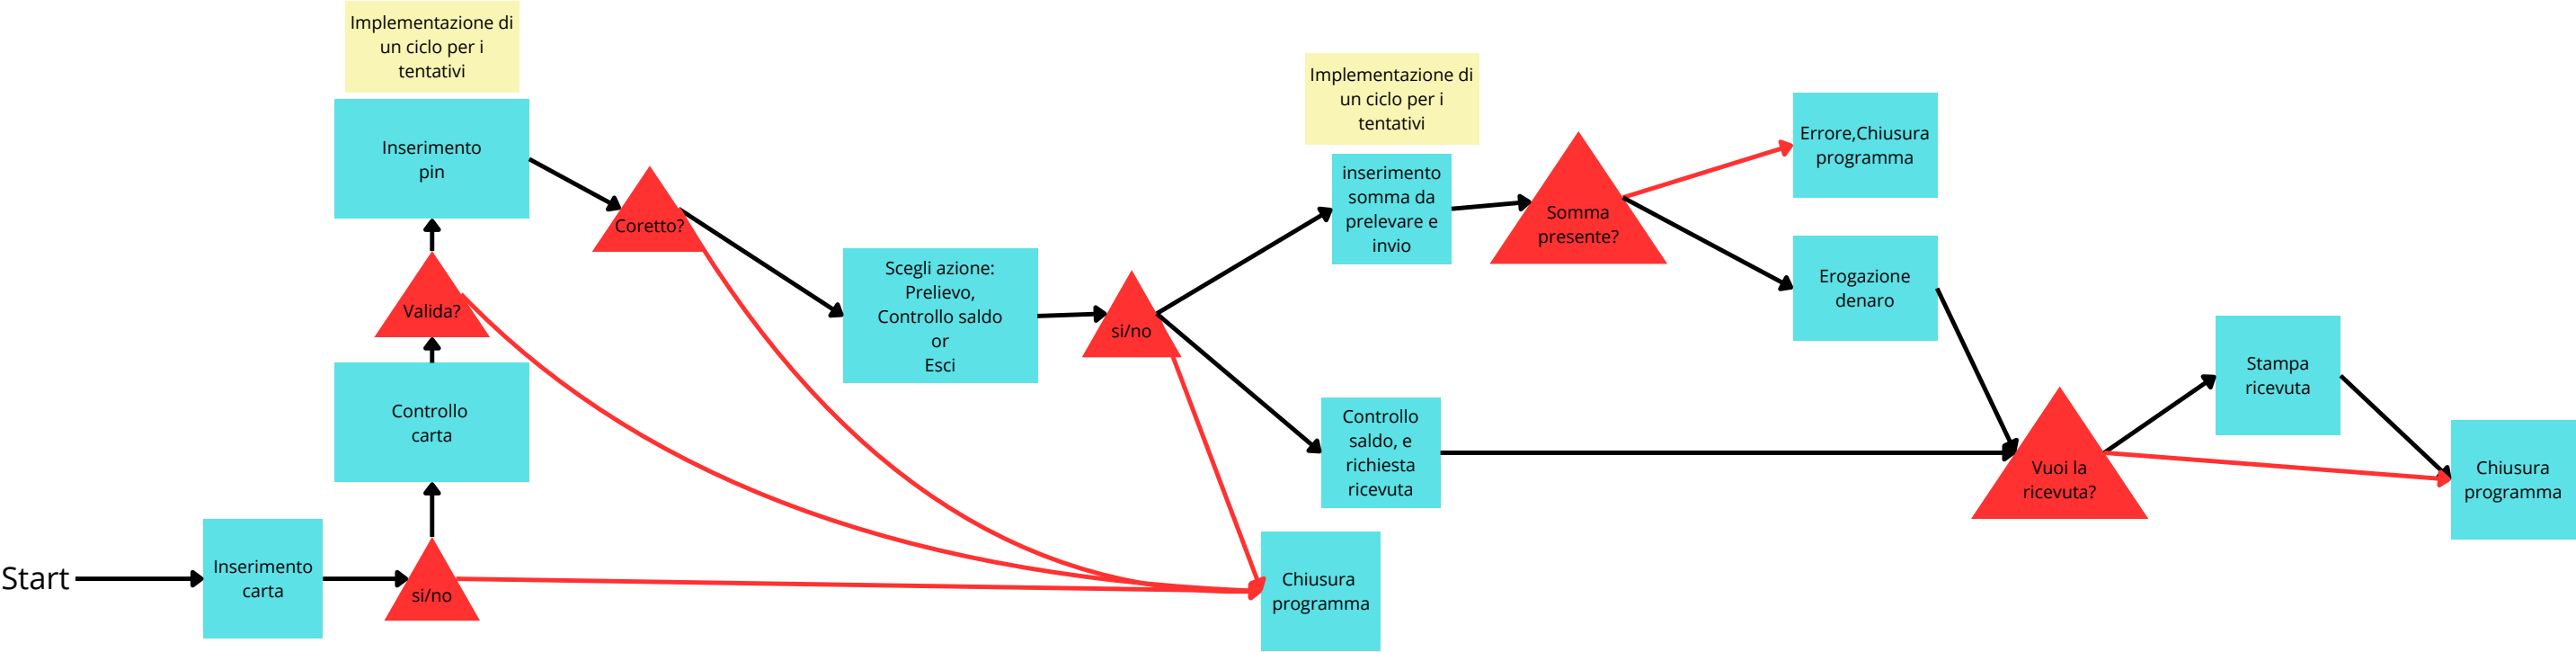 Implementazione di
un ciclo per i
tentativi
Inserimento
pin
Coretto?
Valida?
Controllo
carta
Start
Inserimento
carta
si/no
Scegli azione:
Prelievo,
Controllo saldo
or
Esci
si/no
Implementazione di
un ciclo per i
tentativi
inserimento
somma da
prelevare e
invio
Somma
presente?
Errore,Chiusura
programma
Erogazione
denaro
Controllo
saldo, e
richiesta
ricevuta
Chiusura
programma
Vuoi la
ricevuta?
Stampa
ricevuta
Chiusura
programma